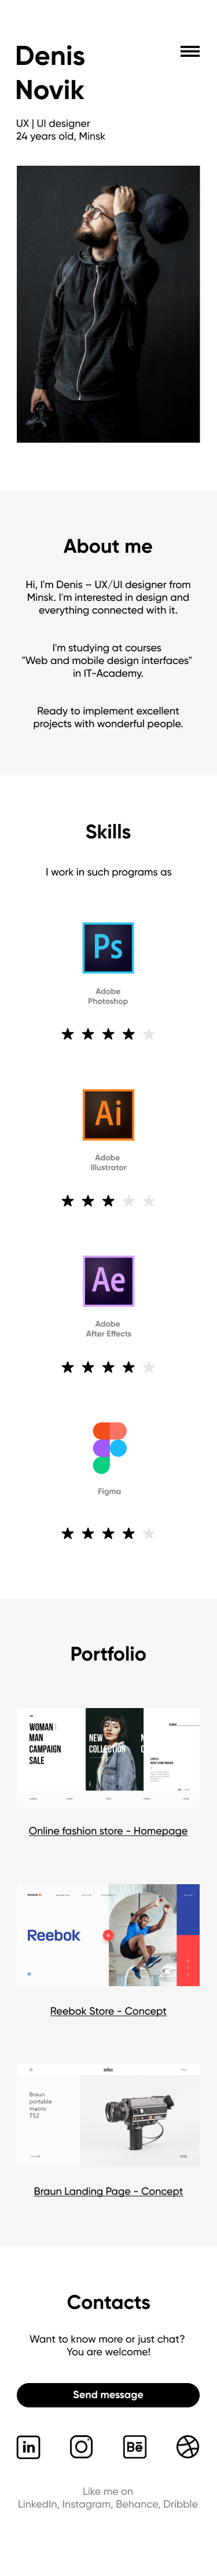 Denis
Novik
UX | UI designer
24 years old, Minsk
About me
Hi, I'm Denis – UX/UI designer from
Minsk. I'm interested in design and
everything connected with it.
I'm studying at courses
"Web and mobile design interfaces"
in IT-Academy.
Ready to implement excellent
projects with wonderful people.
Skills
I work in such programs as
Ps
Adobe
Photoshop
Ai
Adobe
Illustrator
Ae
Adobe
After Effects
Figma
Portfolio
WOMAN
MAN
CAMPAIGN
SALE
NEW
COLLECTION
Online fashion store - Homepage
Reebok
Reebok Store - Concept
Braun
portable
macro
T52
Braun Landing Page - Concept
Contacts
Want to know more or just chat?
You are welcome!
Send message
in
Bē
Like me on
LinkedIn, Instagram, Behance, Dribble